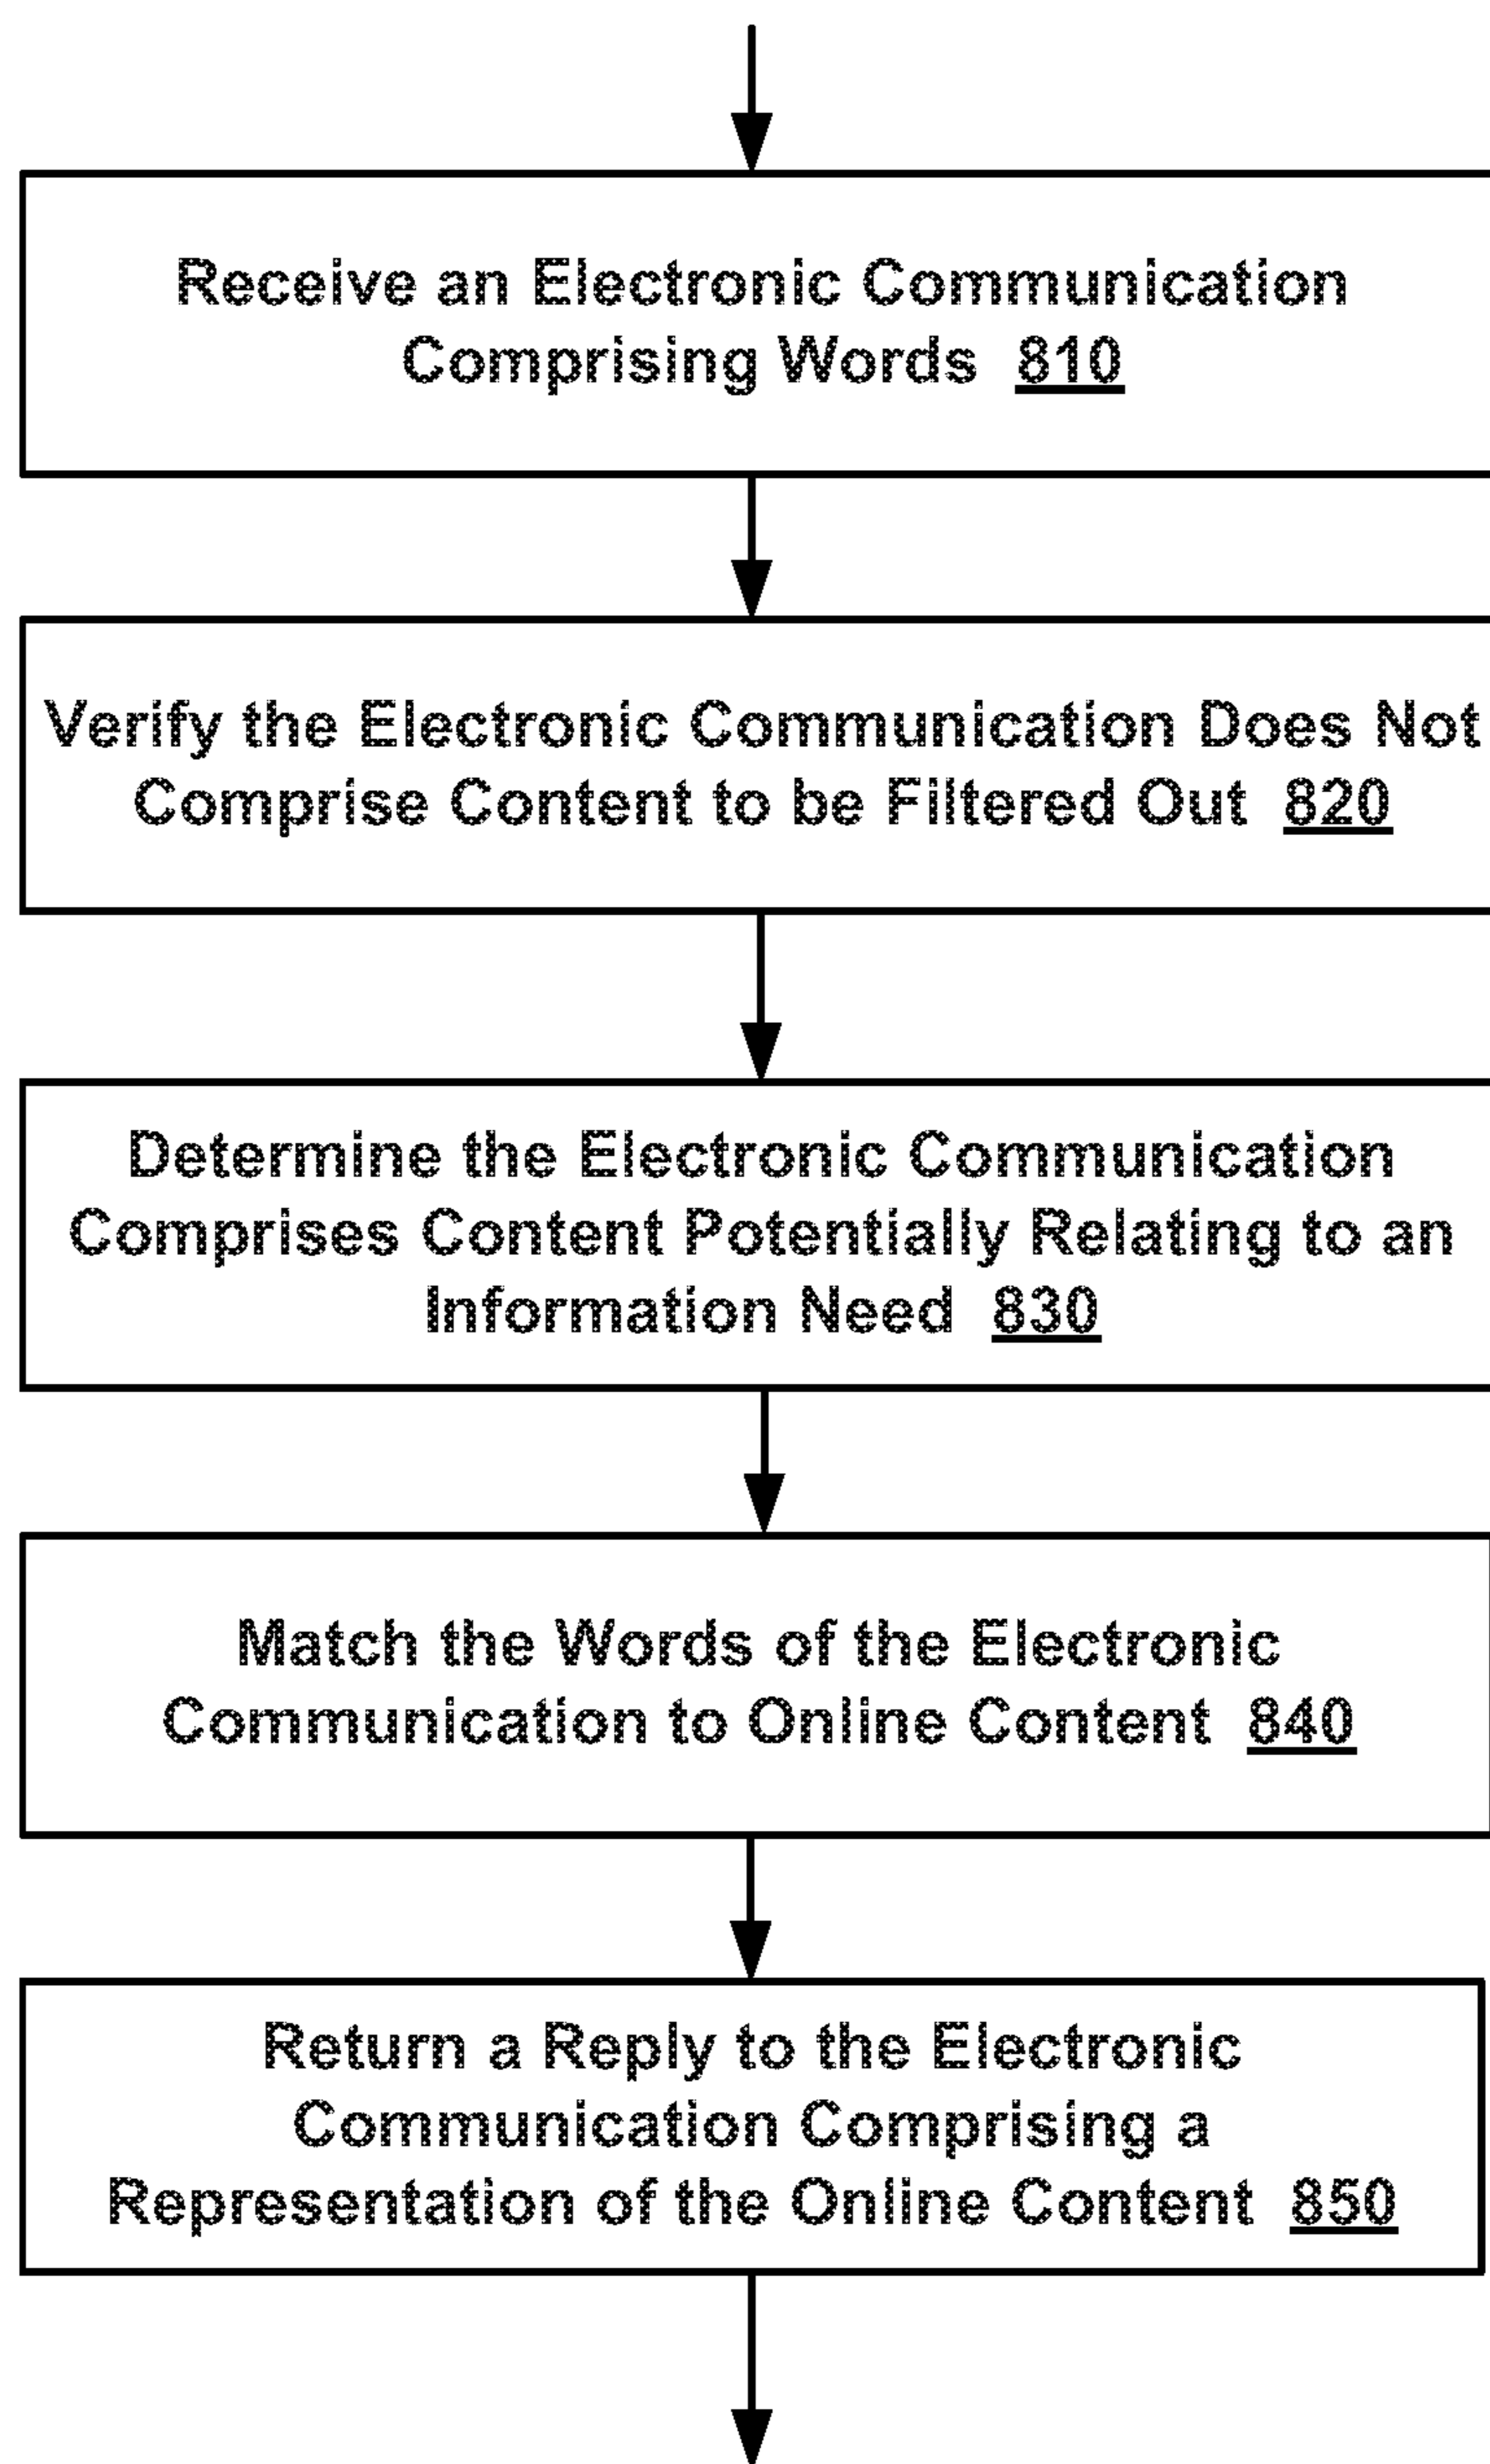 Receive an Electronic Communication
Comprising Words 810
Verify the Electronic Communication Does Not
Comprise Content to be Filtered Out 820
Determine the Electronic Communication
Comprises Content Potentially Relating to an
Information Need 830
Match the Words of the Electronic
Communication to Online Content 840
Return a Reply to the Electronic
Communication Comprising a
Representation of the Online Content 850